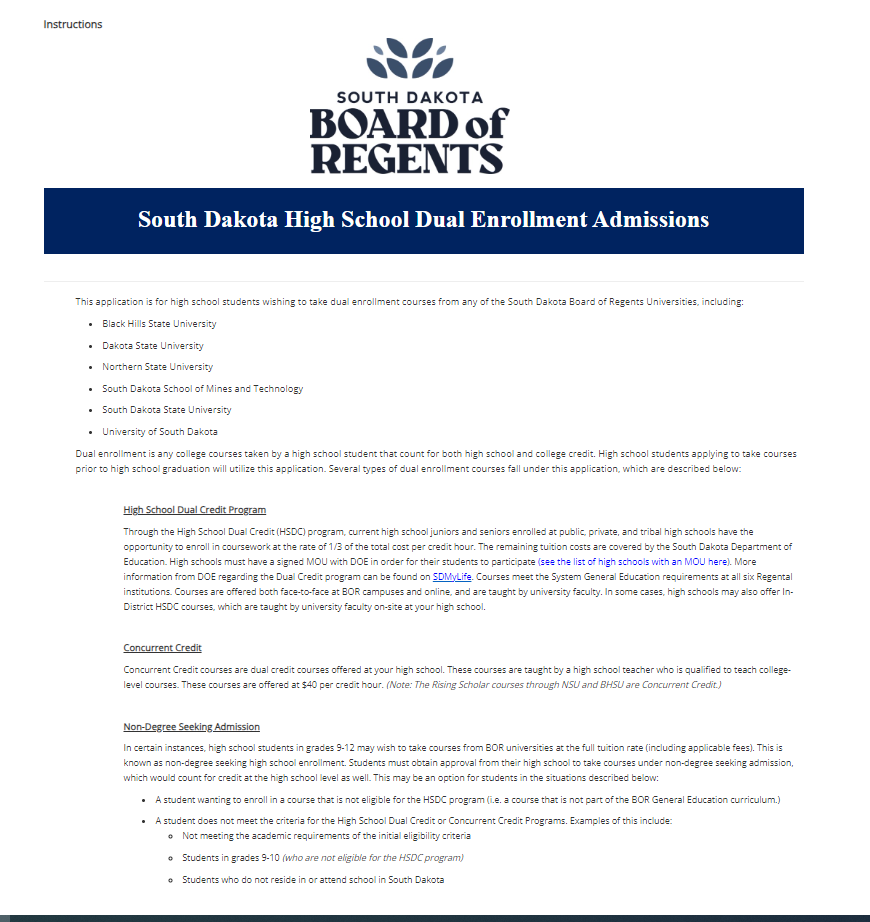 Instructions
SOUTH DAKOTA
BOARD of
REGENTS
South Dakota High School Dual Enrollment Admissions
This application is for high school students wishing to take dual enrollment courses from any of the South Dakota Board of Regents Universities, including:
• Black Hills State University
• Dakota State University
• Northern State University
• South Dakota School of Mines and Technology
• South Dakota State University
• University of South Dakota
Dual enrollment is any college courses taken by a high school student that count for both high school and college credit. High school students applying to take courses
prior to high school graduation will utilize this application. Several types of dual enrollment courses fall under this application, which are described below:
High School Dual Credit Program
Through the High School Dual Credit (HSDC) program, current high school juniors and seniors enrolled at public, private, and tribal high schools have the
opportunity to enroll in coursework at the rate of 1/3 of the total cost per credit hour. The remaining tuition costs are covered by the South Dakota Department of
Education. High schools must have a signed MOU with DOE in order for their students to participate (see the list of high schools with an MOU here). More
information from DOE regarding the Dual Credit program can be found on SDMyLife. Courses meet the System General Education requirements at all six Regental
institutions. Courses are offered both face-to-face at BOR campuses and online, and are taught by university faculty. In some cases, high schools may also offer In-
District HSDC courses, which are taught by university faculty on-site at your high school.
Concurrent Credit
Concurrent Credit courses are dual credit courses offered at your high school. These courses are taught by a high school teacher who is qualified to teach college-
level courses. These courses are offered at $40 per credit hour. (Note: The Rising Scholar courses through NSU and BHSU are Concurrent Credit.)
Non-Degree Seeking Admission
In certain instances, high school students in grades 9-12 may wish to take courses from BOR universities at the full tuition rate (including applicable fees). This is
known as non-degree seeking high school enrollment. Students must obtain approval from their high school to take courses under non-degree seeking admission,
which would count for credit at the high school level as well. This may be an option for students in the situations described below:
• A student wanting to enroll in a course that is not eligible for the HSDC program (i.e. a course that is not part of the BOR General Education curriculum.)
• A student does not meet the criteria for the High School Dual Credit or Concurrent Credit Programs. Examples of this include:
o Not meeting the academic requirements of the initial eligibility criteria
o Students in grades 9-10 (who are not eligible for the HSDC program)
o Students who do not reside in or attend school in South Dakota